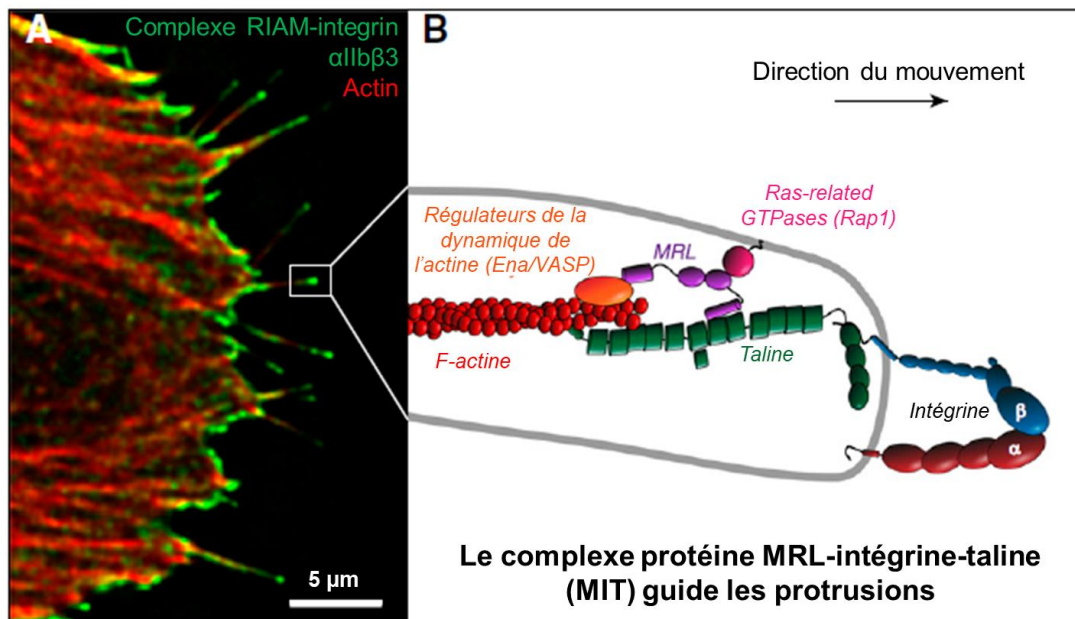 A
Complexe RIAM-integrin
αIIbβ3
Actin
5 µm
B
Direction du mouvement
Ras-related
GTPases (Rap1)
Régulateurs de la
dynamique de
l'actine (Ena/VASP)
MRL
F-actine
Taline
Intégrine
β
α
Le complexe protéine MRL-intégrine-taline
(MIT) guide les protrusions